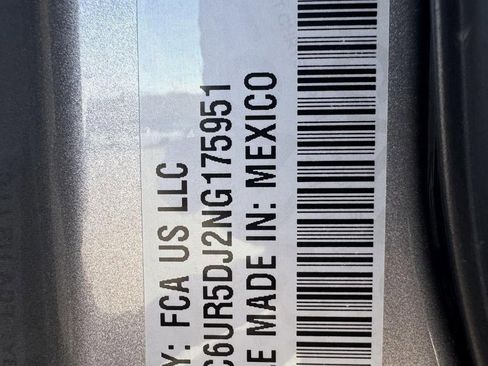 Y: FCA US LLC
C6UR5DJ2NG175951
E MADE IN: MEXICO